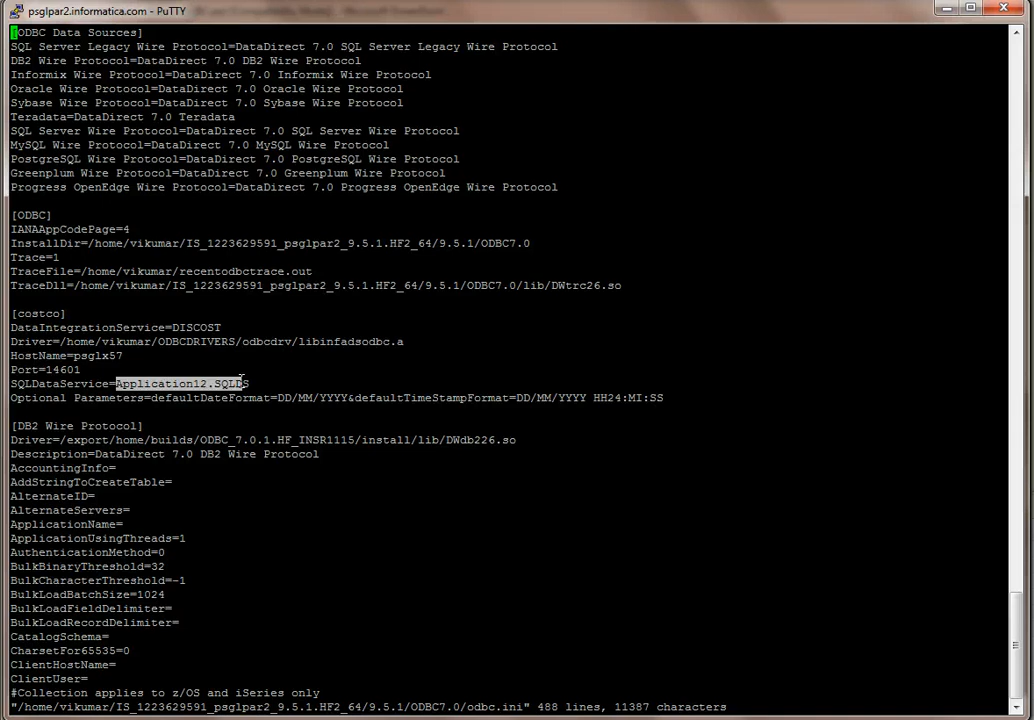 psglpar2.informatica.com - PuTTY
[ODBC Data Sources]
SQL Server Legacy Wire Protocol=DataDirect 7.0 SQL Server Legacy Wire Protocol
DB2 Wire Protocol=DataDirect 7.0 DB2 Wire Protocol
Informix Wire Protocol=DataDirect 7.0 Informix Wire Protocol
Oracle Wire Protocol=DataDirect 7.0 Oracle Wire Protocol
Sybase Wire Protocol=DataDirect 7.0 Sybase Wire Protocol
Teradata=DataDirect 7.0 Teradata
SQL Server Wire Protocol=DataDirect 7.0 SQL Server Wire Protocol
MySQL Wire Protocol=DataDirect 7.0 MySQL Wire Protocol
PostgreSQL Wire Protocol=DataDirect 7.0 PostgreSQL Wire Protocol
Greenplum Wire Protocol=DataDirect 7.0 Greenplum Wire Protocol
Progress OpenEdge Wire Protocol=DataDirect 7.0 Progress OpenEdge Wire Protocol
[ODBC]
IANAAppCodePage=4
InstallDir=/home/vikumar/IS_1223629591_psglpar2_9.5.1.HF2_64/9.5.1/ODBC7.0
Trace=1
TraceFile=/home/vikumar/recentodbctrace.out
TraceDll=/home/vikumar/IS_1223629591_psglpar2_9.5.1.HF2_64/9.5.1/ODBC7.0/lib/DWtrc26.so
[costco]
DataIntegrationService=DISCOST
Driver=/home/vikumar/ODBCDRIVERS/odbcdrv/libinfadsodbc.a
HostName=psglx57
Port=14601
SQLDataService=Application12.SQLDS
Optional Parameters=defaultDateFormat=DD/MM/YYYY&defaultTimeStampFormat=DD/MM/YYYY HH24:MI:SS
[DB2 Wire Protocol]
Driver=/export/home/builds/ODBC_7.0.1.HF_INSR1115/install/lib/DWdb226.so
Description=DataDirect 7.0 DB2 Wire Protocol
AccountingInfo=
AddStringToCreateTable=
AlternateID=
AlternateServers=
ApplicationName=
ApplicationUsingThreads=1
AuthenticationMethod=0
BulkBinaryThreshold=32
BulkCharacterThreshold=-1
BulkLoadBatchSize=1024
BulkLoadFieldDelimiter=
BulkLoadRecordDelimiter=
CatalogSchema=
CharsetFor65535=0
ClientHostName=
ClientUser=
#Collection applies to z/OS and iSeries only
"/home/vikumar/IS_1223629591_psglpar2_9.5.1.HF2_64/9.5.1/ODBC7.0/odbc.ini" 488 lines, 11387 characters